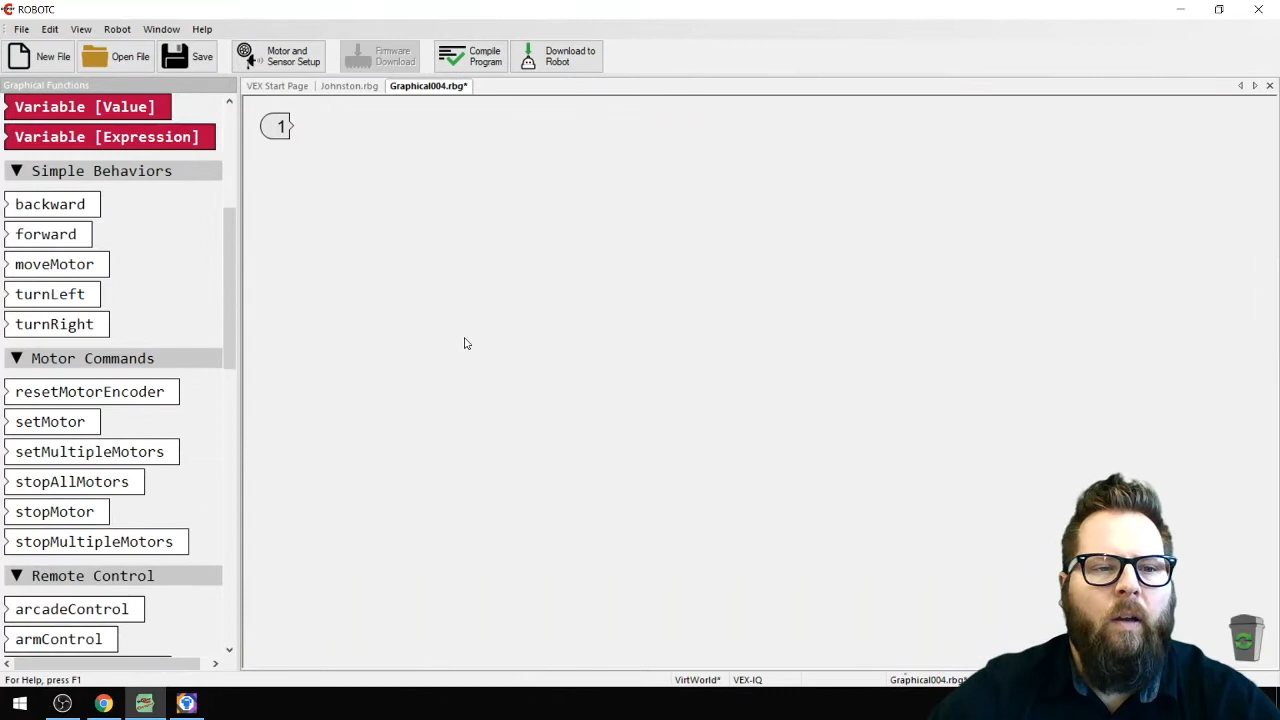 ROBOTC
File Edit View Robot Window Help
New File Open File Save Motor and Sensor Setup Firmware Download Compile Program Download to Robot
Graphical Functions
VEX Start Page Johnston.rbg Graphical004.rbg*
Variable [Value]
1
Variable [Expression]
Simple Behaviors
backward
forward
moveMotor
turnLeft
turnRight
Motor Commands
resetMotorEncoder
setMotor
setMultipleMotors
stopAllMotors
stopMotor
stopMultipleMotors
Remote Control
arcadeControl
armControl
For Help, press F1 VirtWorld* VEX-IQ Graphical004.rbg*